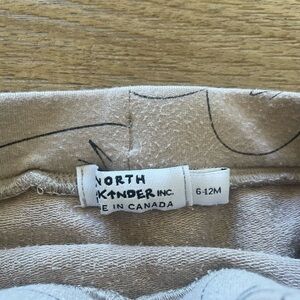 NORTH
KINDER INC.
E IN CANADA
6-12M